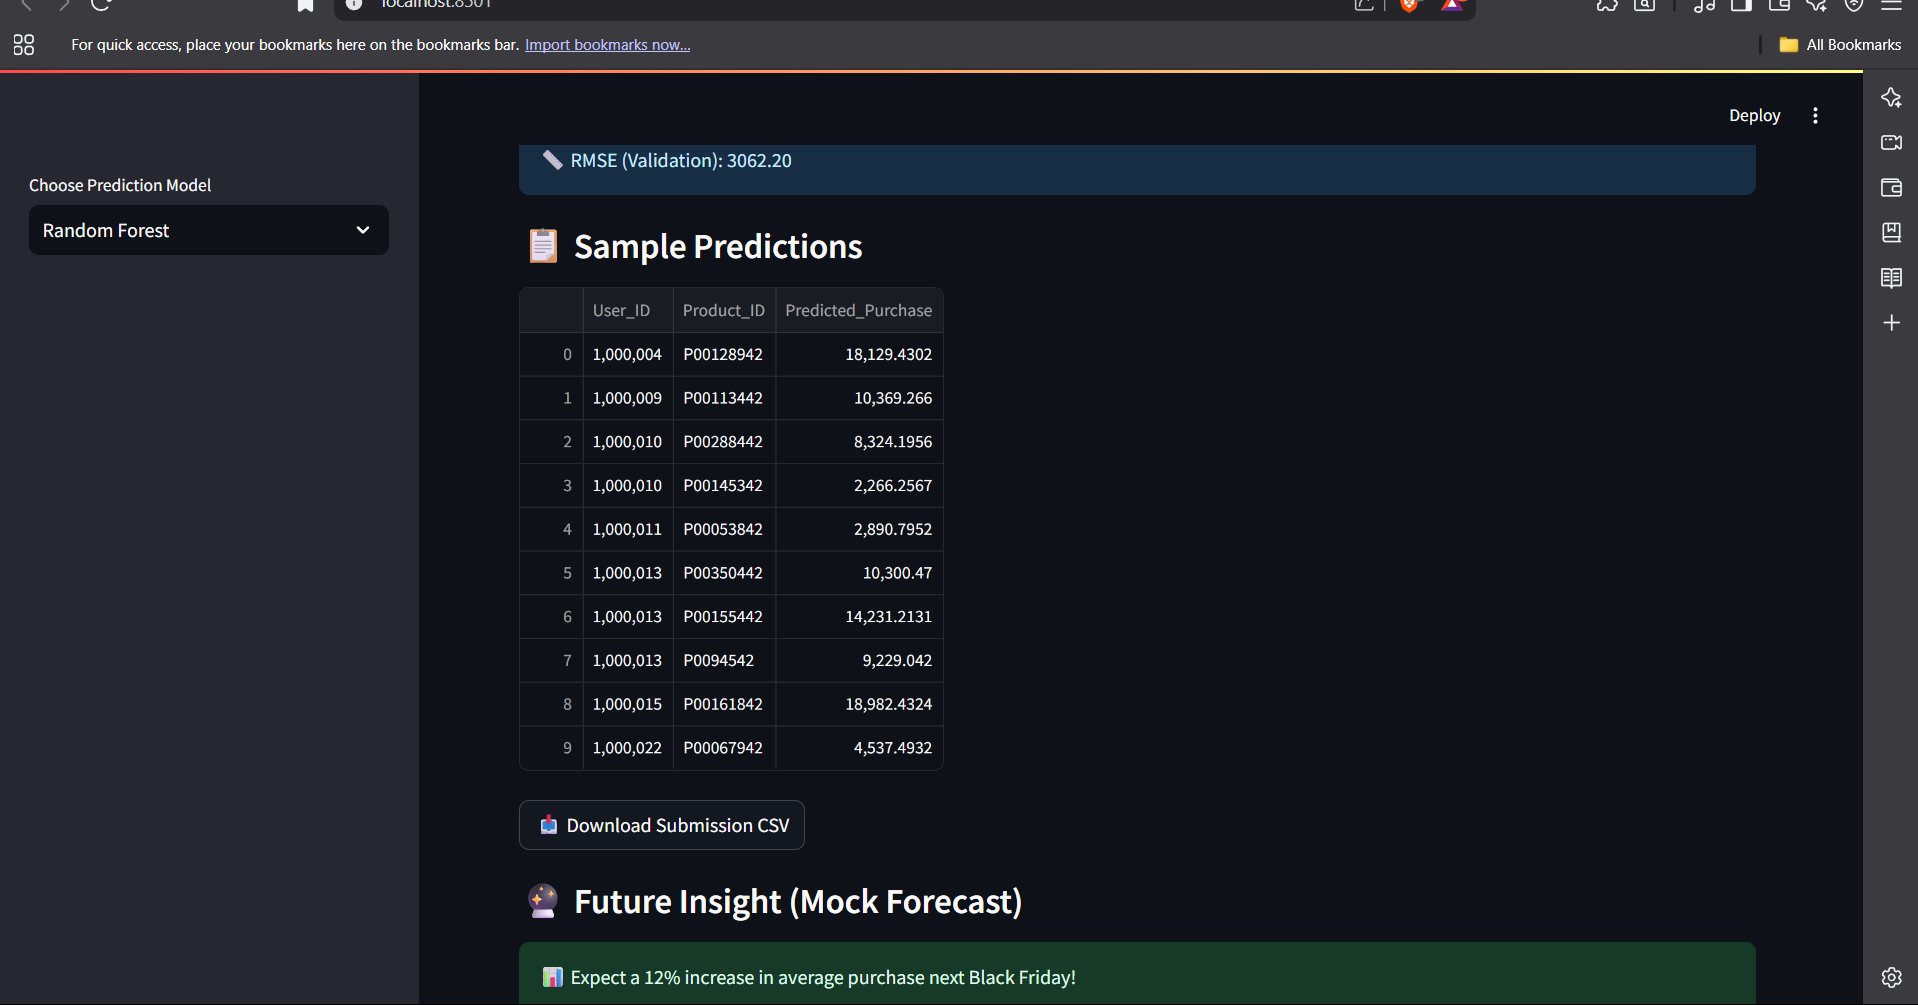 localhost:8501
For quick access, place your bookmarks here on the bookmarks bar. Import bookmarks now...
All Bookmarks
Deploy
Choose Prediction Model
Random Forest
RMSE (Validation): 3062.20
Sample Predictions
User_ID Product_ID Predicted_Purchase
0 1,000,004 P00128942 18,129.4302
1 1,000,009 P00113442 10,369.266
2 1,000,010 P00288442 8,324.1956
3 1,000,010 P00145342 2,266.2567
4 1,000,011 P00053842 2,890.7952
5 1,000,013 P00350442 10,300.47
6 1,000,013 P00155442 14,231.2131
7 1,000,013 P0094542 9,229.042
8 1,000,015 P00161842 18,982.4324
9 1,000,022 P00067942 4,537.4932
Download Submission CSV
Future Insight (Mock Forecast)
Expect a 12% increase in average purchase next Black Friday!